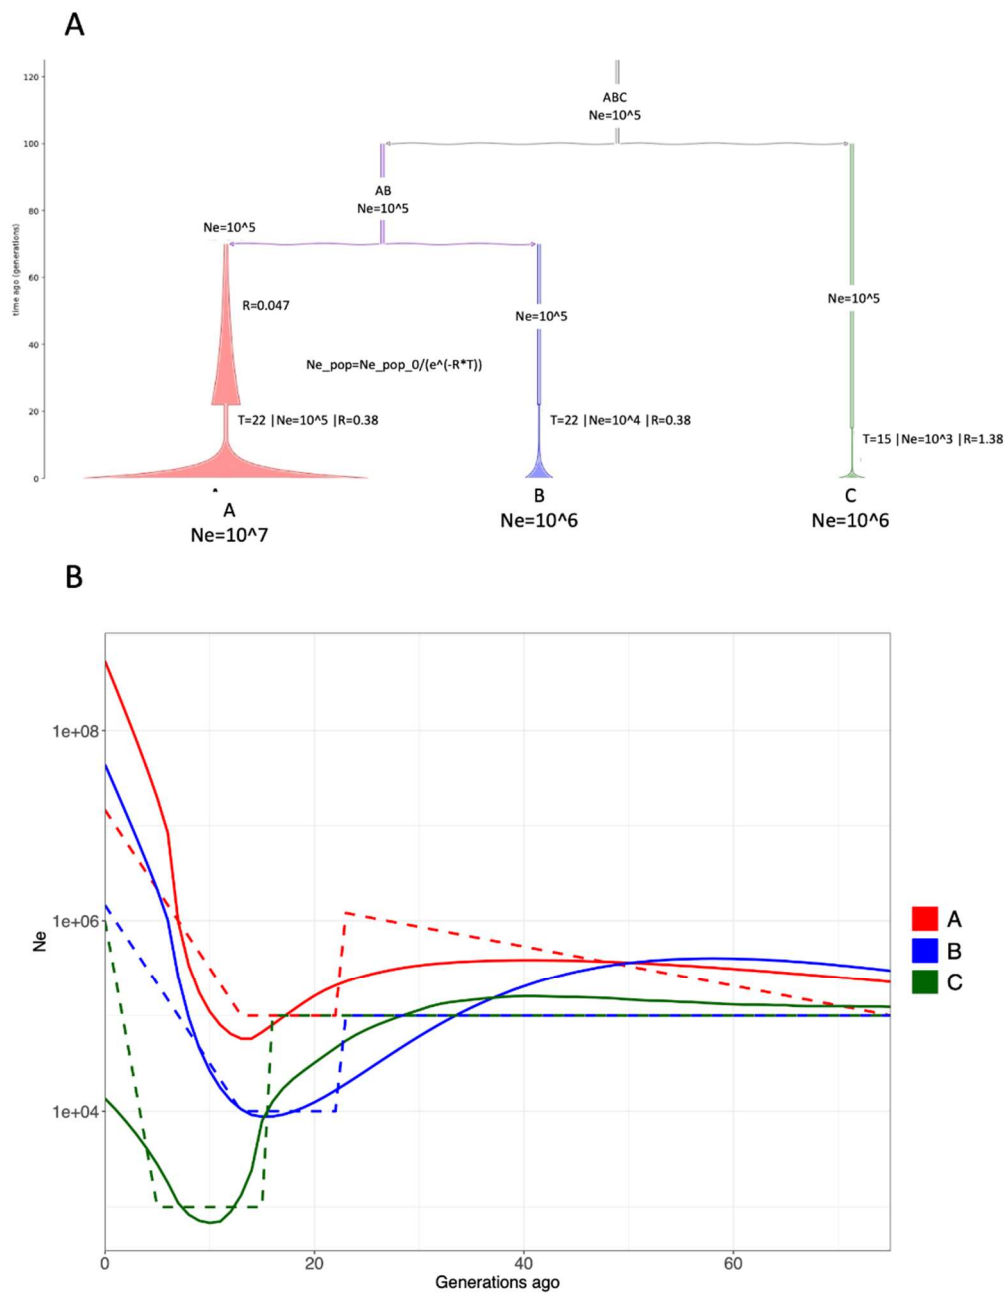 A
120
100
80
60
40
20
0
time ago (generations)
ABC
Ne=10^5
AB
Ne=10^5
Ne=10^5
R=0.047
Ne=10^5
Ne=10^5
Ne_pop=Ne_pop_0/(e^(-R*T))
T=22 |Ne=10^5 |R=0.38
T=22 |Ne=10^4 |R=0.38
T=15 |Ne=10^3 |R=1.38
A
Ne=10^7
B
Ne=10^6
C
Ne=10^6
B
1e+08
1e+06
1e+04
Ne
0
20
40
60
Generations ago
A
B
C